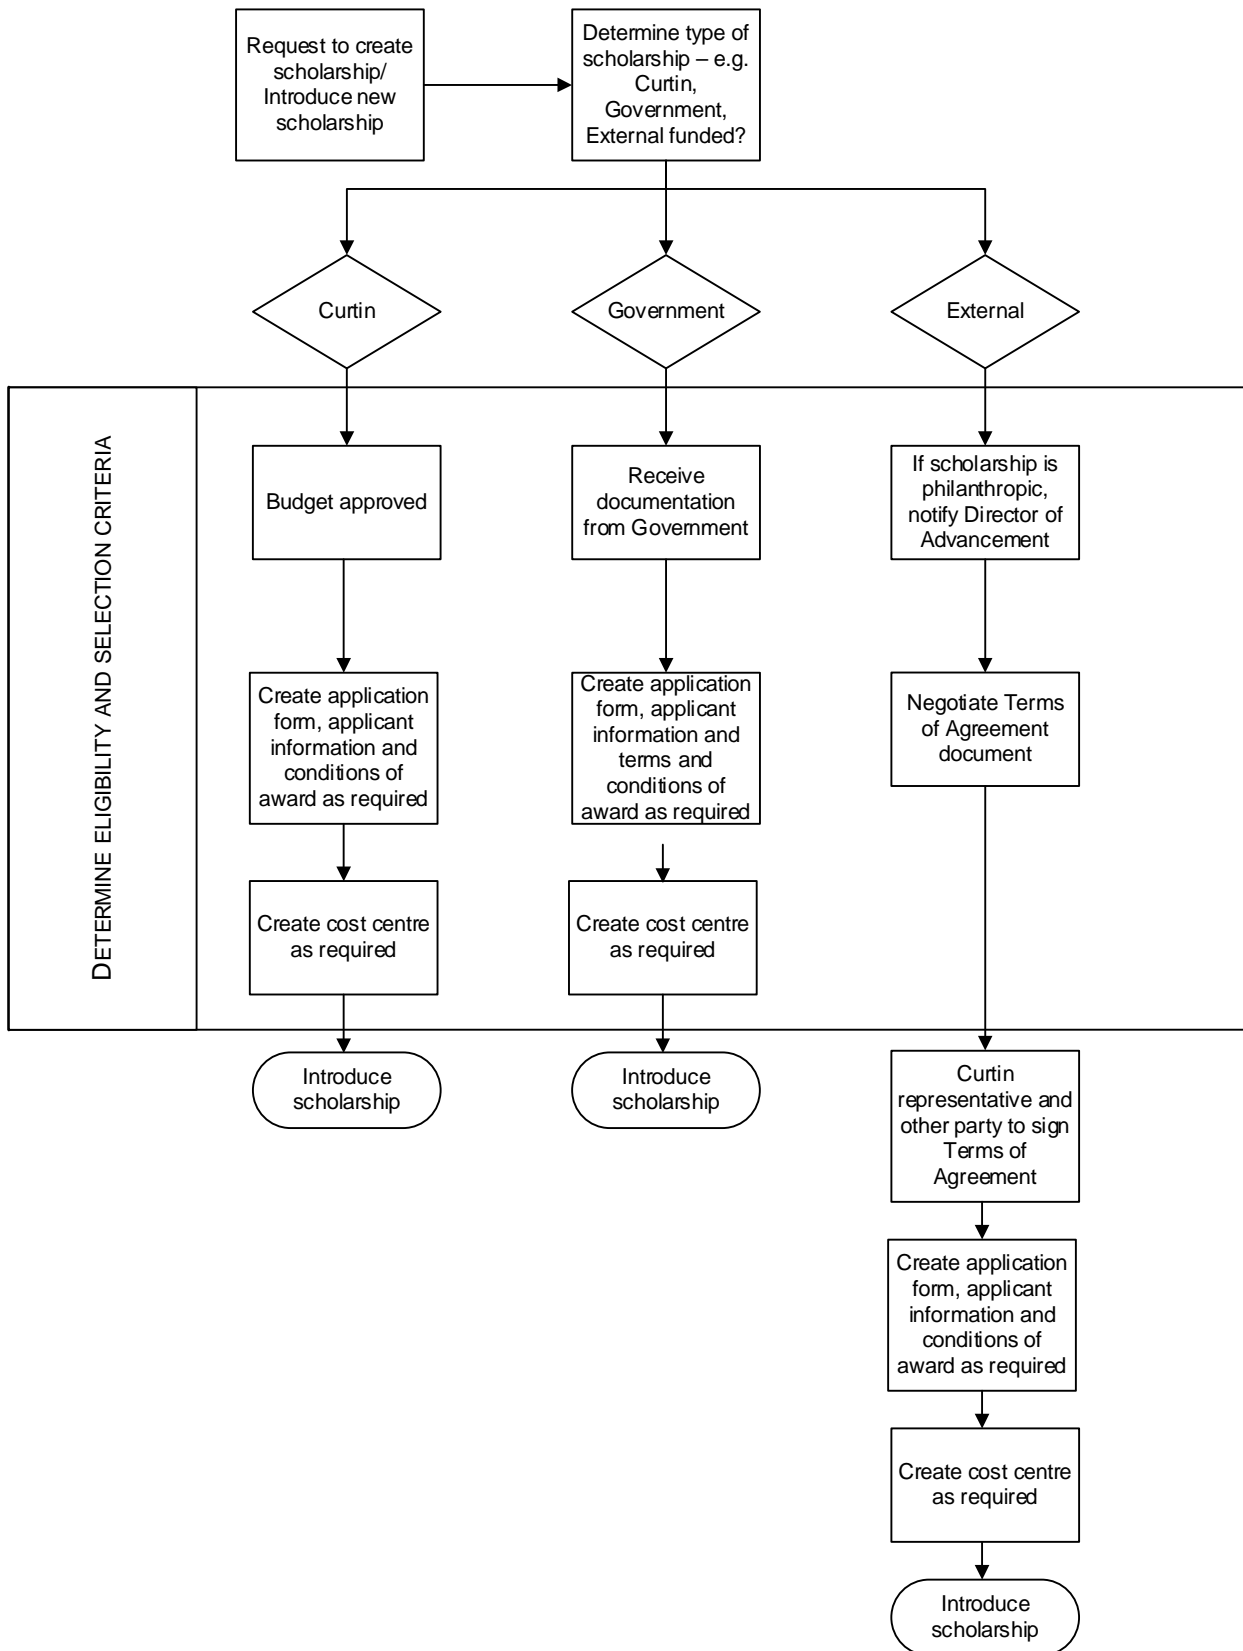 Request to create
scholarship/
Introduce new
scholarship
Determine type of
scholarship – e.g.
Curtin,
Government,
External funded?
Curtin
Government
External
DETERMINE ELIGIBILITY AND SELECTION CRITERIA
Budget approved
Receive
documentation
from Government
If scholarship is
philanthropic,
notify Director of
Advancement
Create application
form, applicant
information and
conditions of
award as required
Create application
form, applicant
information and
terms and
conditions of
award as required
Negotiate Terms
of Agreement
document
Create cost centre
as required
Create cost centre
as required
Introduce
scholarship
Introduce
scholarship
Curtin
representative and
other party to sign
Terms of
Agreement
Create application
form, applicant
information and
conditions of
award as required
Create cost centre
as required
Introduce
scholarship